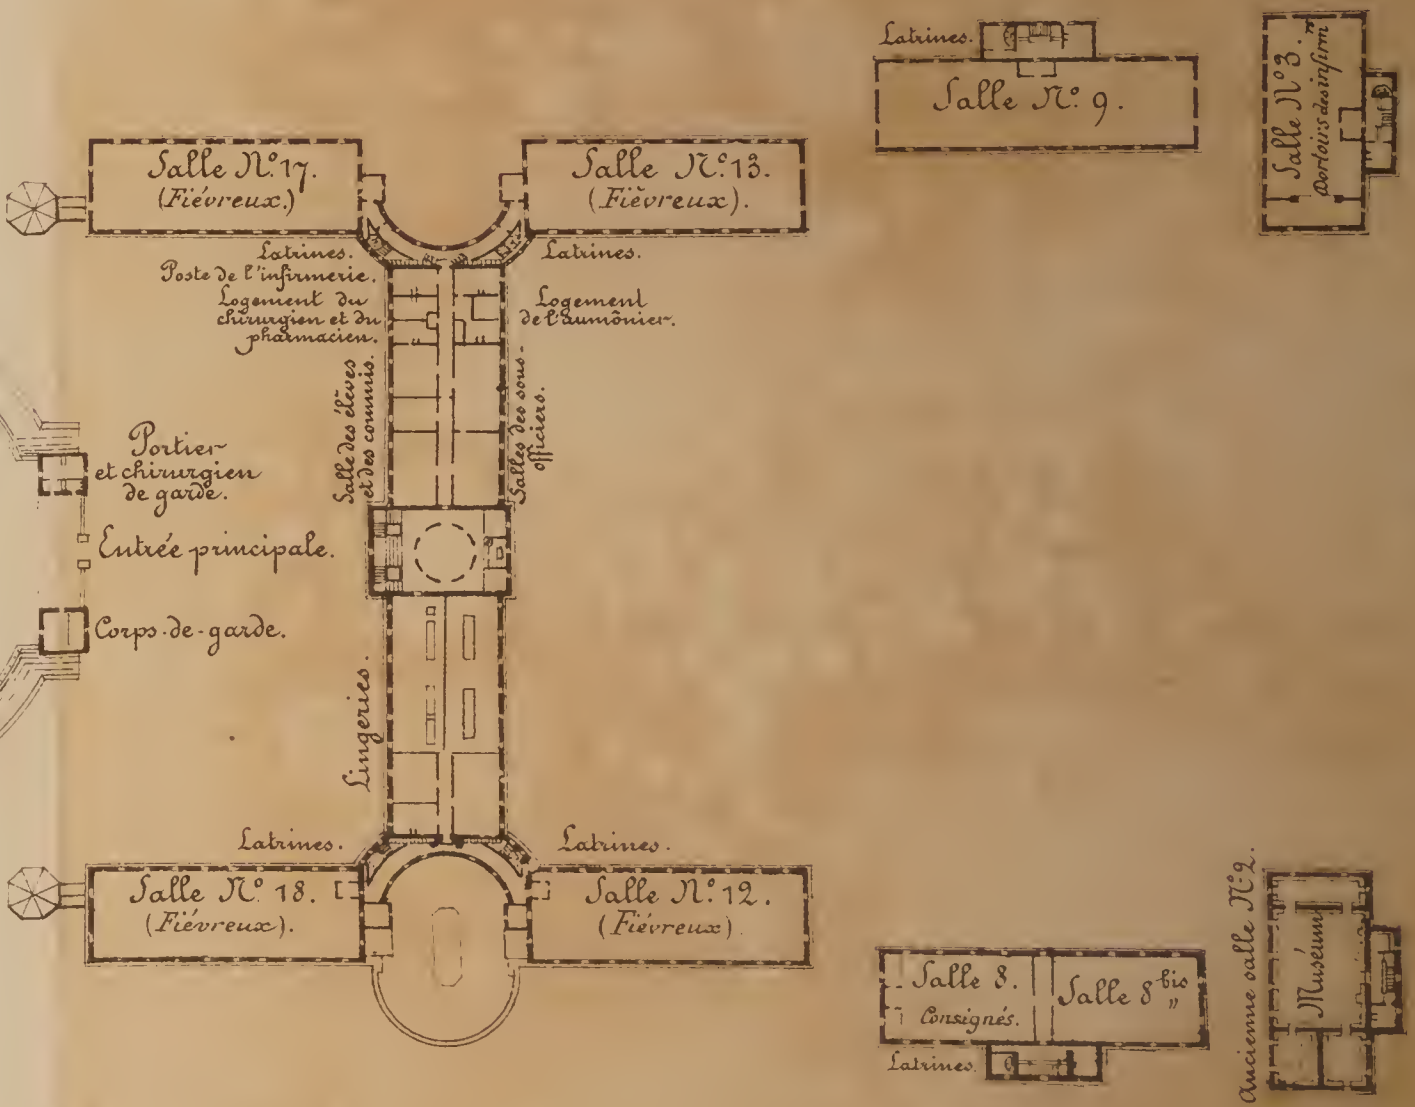 Latrines.
Salle N.º 9.
Salle N.º 3.
Dortoirs des infirm rs
Salle N.º 17.
(Fiévreux.)
Salle N.º 13.
(Fièvreux).
Latrines.
Poste de l'infirmerie.
Logement du
chirurgien et du
pharmacien.
Latrines.
Logement
de l'aumônier.
Salle des élèves
et des commis.
Salles des sous-
officiers.
Portier
et chirurgien
de garde.
Entrée principale.
Corps-de-garde.
Lingeries.
Latrines.
Latrines.
Salle N.º 18.
(Fiévreux).
Salle N.º 12.
(Fiévreux)
Salle 8.
Consignés.
Salle 8 bis "
Latrines.
Ancienne salle N.º 2.
Muséum